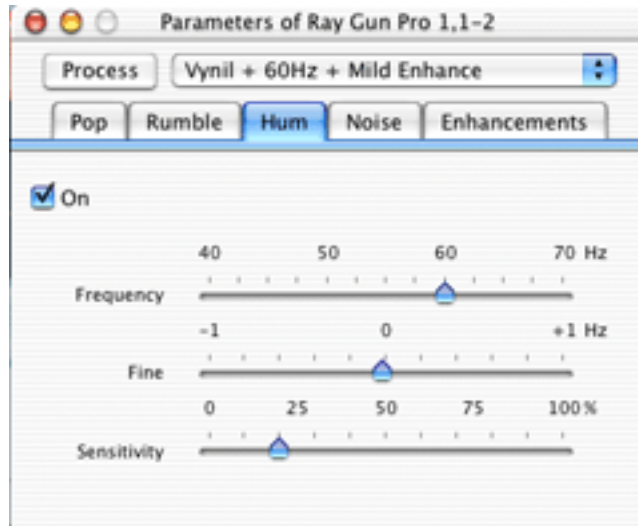 Parameters of Ray Gun Pro 1,1-2
Process Vynil + 60Hz + Mild Enhance
Pop Rumble Hum Noise Enhancements
On
40 50 60 70 Hz
Frequency
-1 0 +1 Hz
Fine
0 25 50 75 100%
Sensitivity